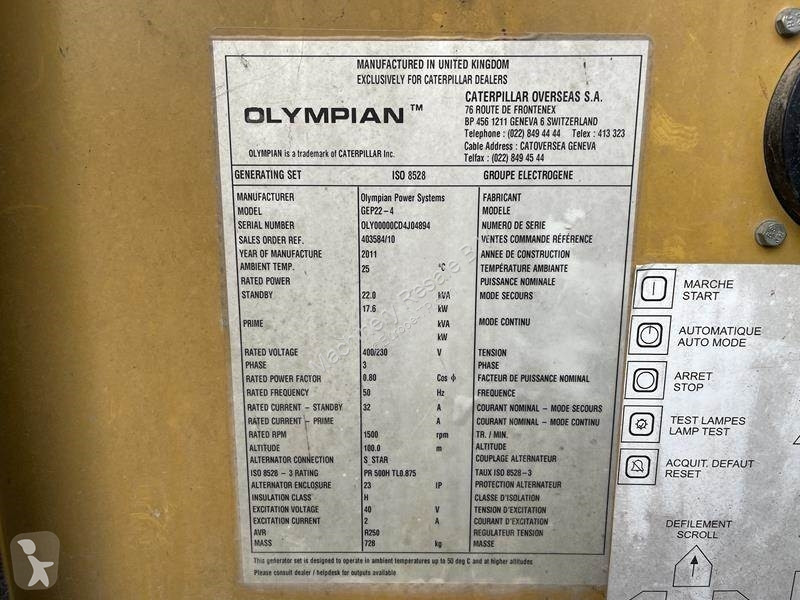 MANUFACTURED IN UNITED KINGDOM
EXCLUSIVELY FOR CATERPILLAR DEALERS
OLYMPIAN ™
OLYMPIAN is a trademark of CATERPILLAR Inc.
CATERPILLAR OVERSEAS S.A.
76 ROUTE DE FRONTENEX
BP 456 1211 GENEVA 6 SWITZERLAND
Telephone : (022) 849 44 44 Telex : 413 323
Cable Address : CATOVERSEA GENEVA
Telfax : (022) 849 45 44
GENERATING SET ISO 8528 GROUPE ELECTROGENE
MANUFACTURER Olympian Power Systems FABRICANT
MODEL GEP22-4 MODELE
SERIAL NUMBER OLY00000CD4J04894 NUMERO DE SERIE
SALES ORDER REF. 403584/10 VENTES COMMANDE RÉFÉRENCE
YEAR OF MANUFACTURE 2011 ANNEE DE CONSTRUCTION
AMBIENT TEMP. 25 °C TEMPÉRATURE AMBIANTE
RATED POWER PUISSANCE NOMINALE
STANDBY 22.0 kVA MODE SECOURS
17.6 kW
PRIME kVA MODE CONTINU
kW
RATED VOLTAGE 400/230 V TENSION
PHASE 3 PHASE
RATED POWER FACTOR 0.80 Cos ϕ FACTEUR DE PUISSANCE NOMINAL
RATED FREQUENCY 50 Hz FREQUENCE
RATED CURRENT - STANDBY 32 A COURANT NOMINAL - MODE SECOURS
RATED CURRENT - PRIME A COURANT NOMINAL - MODE CONTINU
RATED RPM 1500 rpm TR. / MIN.
ALTITUDE 100.0 m ALTITUDE
ALTERNATOR CONNECTION S_STAR COUPLAGE ALTERNATEUR
ISO 8528 - 3 RATING PR 500H TL0.875 TAUX ISO 8528-3
ALTERNATOR ENCLOSURE 23 IP PROTECTION ALTERNATEUR
INSULATION CLASS H CLASSE D'ISOLATION
EXCITATION VOLTAGE 40 V TENSION D'EXCITATION
EXCITATION CURRENT 2 A COURANT D'EXCITATION
AVR R250 REGULATEUR TENSION
MASS 728 kg MASSE
This generator set is designed to operate in ambient temperatures up to 50 deg C and at higher altitudes
Please consult dealer / helpdesk for outputs available
MARCHE
START
AUTOMATIQUE
AUTO MODE
ARRET
STOP
TEST LAMPES
LAMP TEST
ACQUIT. DEFAUT
RESET
DEFILEMENT
SCROLL